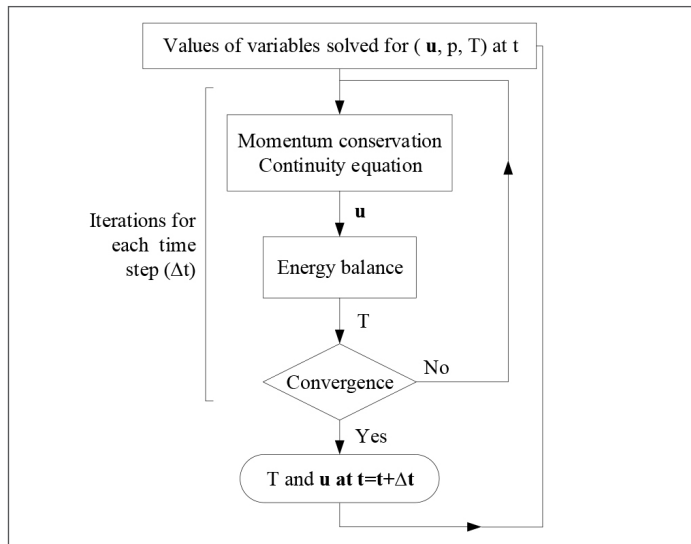 Values of variables solved for ( u, p, T) at t
Momentum conservation
Continuity equation
u
Iterations for
each time
step (Δt)
Energy balance
T
Convergence
No
Yes
T and u at t=t+Δt